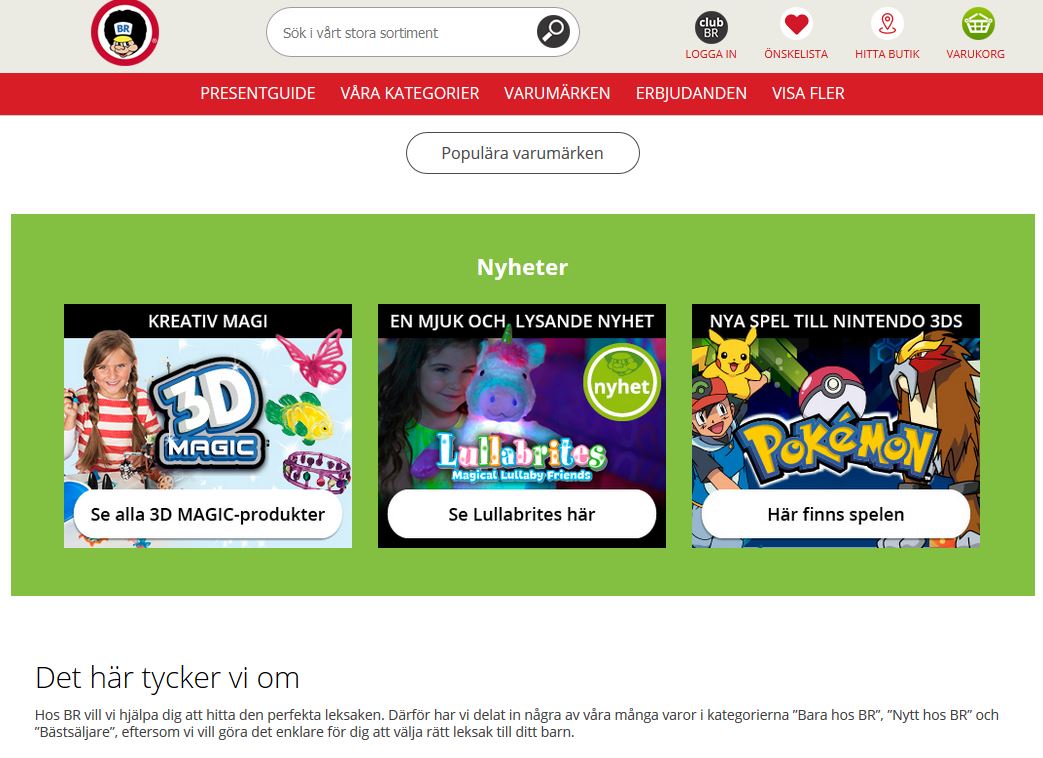 BR
Sök i vårt stora sortiment
club
BR
LOGGA IN
ÖNSKELISTA
HITTA BUTIK
VARUKORG
PRESENTGUIDE
VÅRA KATEGORIER
VARUMÄRKEN
ERBJUDANDEN
VISA FLER
Populära varumärken
Nyheter
KREATIV MAGI
3D
MAGIC
Se alla 3D MAGIC-produkter
EN MJUK OCH LYSANDE NYHET
nyhet
Lullabrites
Magical Lullaby Friends
Se Lullabrites här
NYA SPEL TILL NINTENDO 3DS
POKéMON
Här finns spelen
Det här tycker vi om
Hos BR vill vi hjälpa dig att hitta den perfekta leksaken. Därför har vi delat in några av våra många varor i kategorierna ”Bara hos BR”, ”Nytt hos BR” och
”Bästsäljare”, eftersom vi vill göra det enklare för dig att välja rätt leksak till ditt barn.